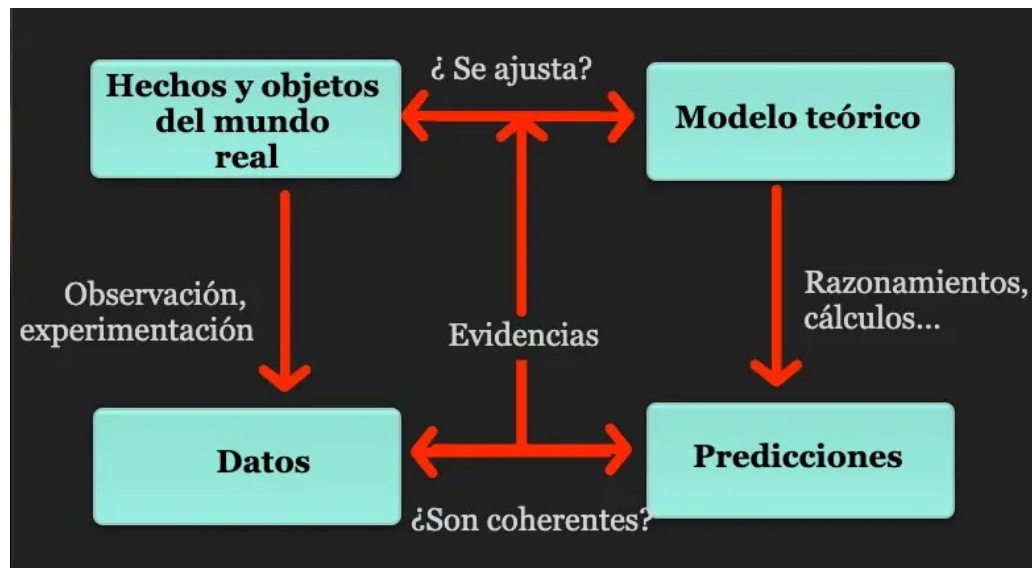 ¿ Se ajusta?
Hechos y objetos
del mundo
real
Modelo teórico
Observación,
experimentación
Evidencias
Razonamientos,
cálculos...
Datos
Predicciones
¿Son coherentes?